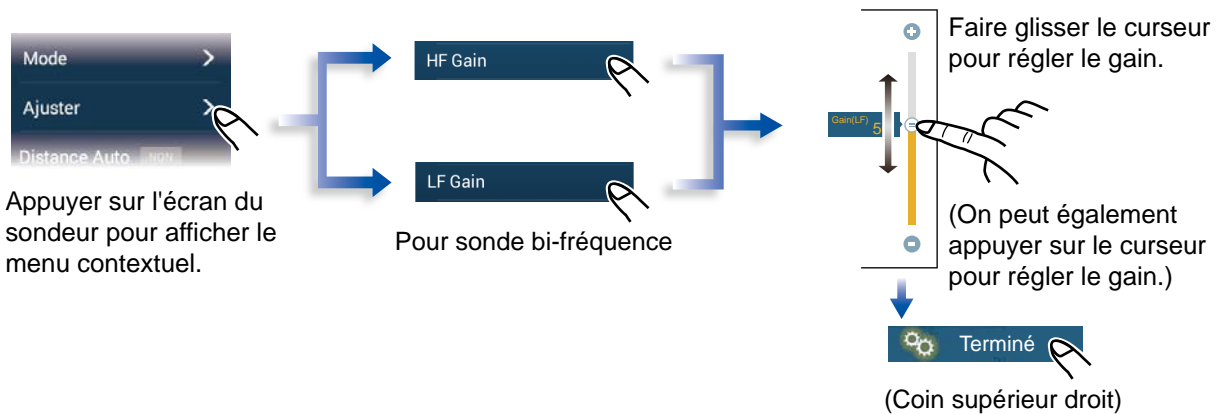 Mode
Ajuster
Distance Auto NON
Appuyer sur l'écran du
sondeur pour afficher le
menu contextuel.
HF Gain
LF Gain
Pour sonde bi-fréquence
Gain(LF) 5
Faire glisser le curseur
pour régler le gain.
(On peut également
appuyer sur le curseur
pour régler le gain.)
Terminé
(Coin supérieur droit)